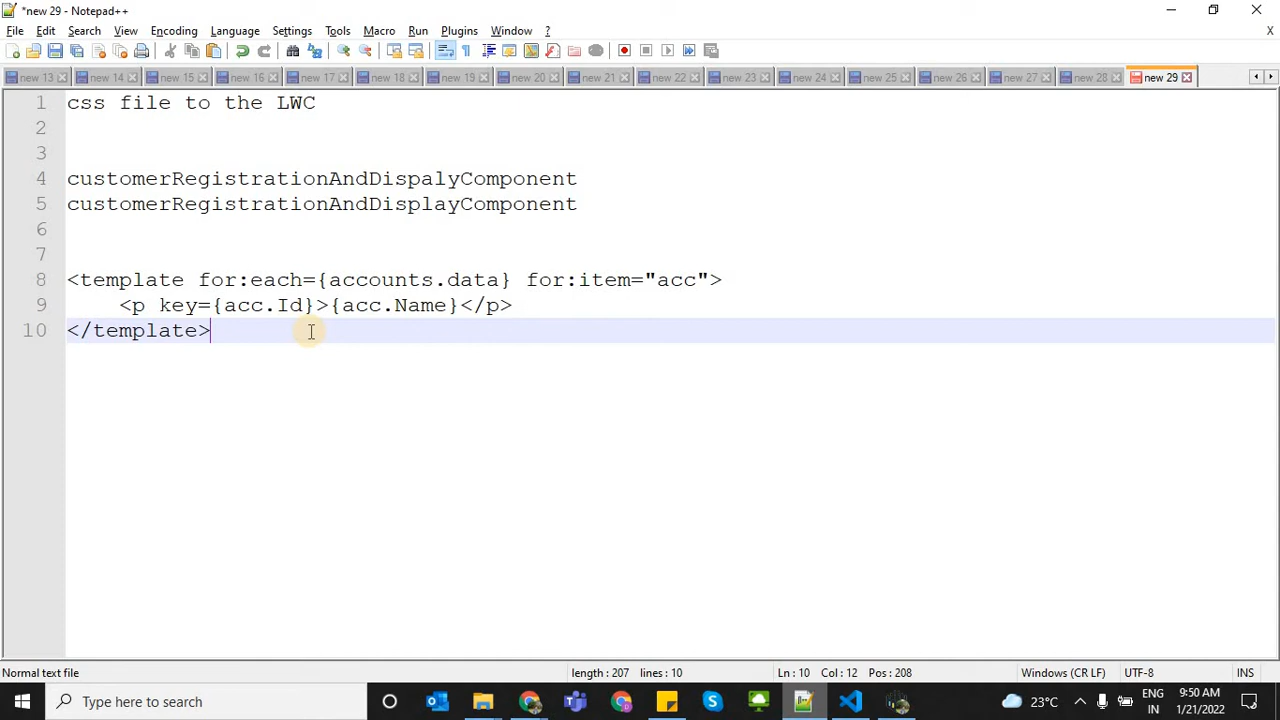 *new 29 - Notepad++
File Edit Search View Encoding Language Settings Tools Macro Run Plugins Window ? X
new 13 new 14 new 15 new 16 new 17 new 18 new 19 new 20 new 21 new 22 new 23 new 24 new 25 new 26 new 27 new 28 new 29
1 css file to the LWC
2
3
4 customerRegistrationAndDispalyComponent
5 customerRegistrationAndDisplayComponent
6
7
8 <template for:each={accounts.data} for:item="acc">
9 <p key={acc.Id}>{acc.Name}</p>
10 </template>
Normal text file length : 207 lines : 10 Ln : 10 Col : 12 Pos : 208 Windows (CR LF) UTF-8 INS
Type here to search 23°C ENG 9:50 AM
IN 1/21/2022